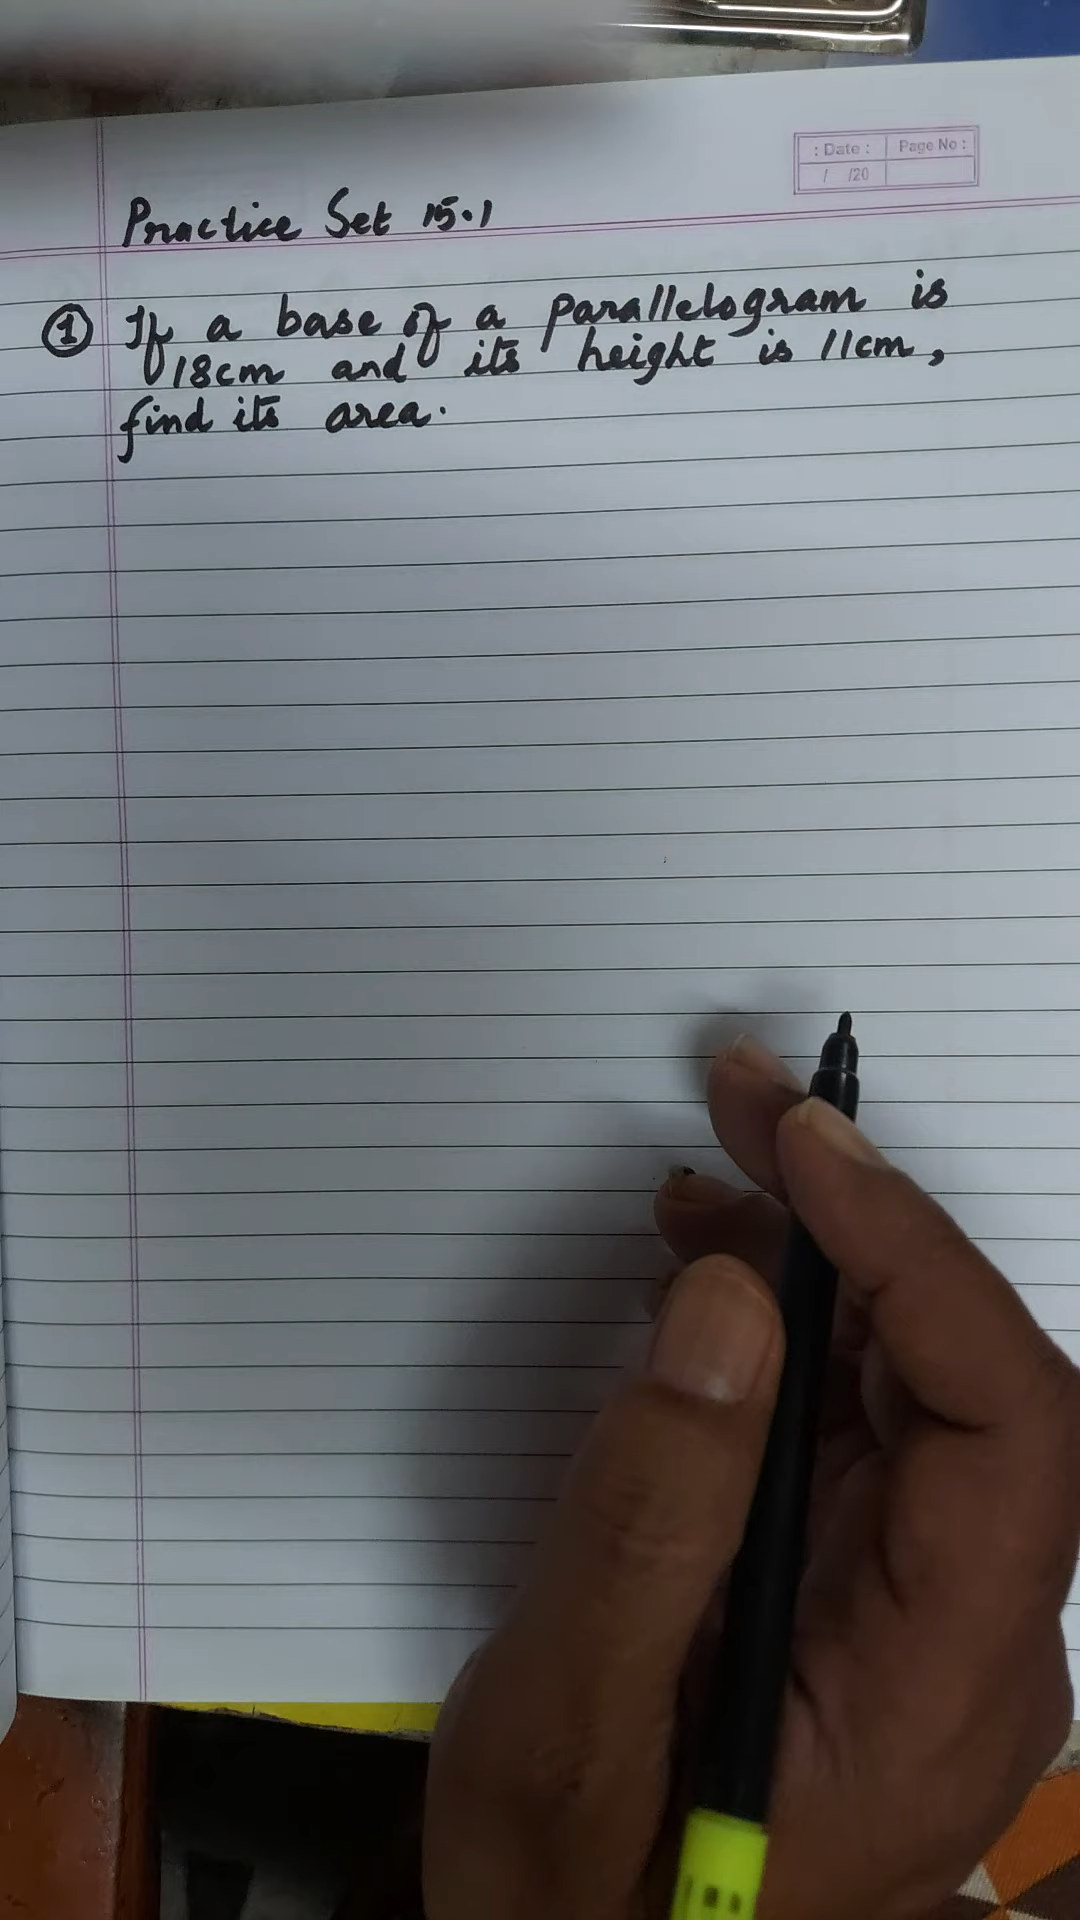 : Date :
Page No :
/ /20
Practice Set 15.1
① If a base of a parallelogram is
18cm and its height is 11cm,
find its area.